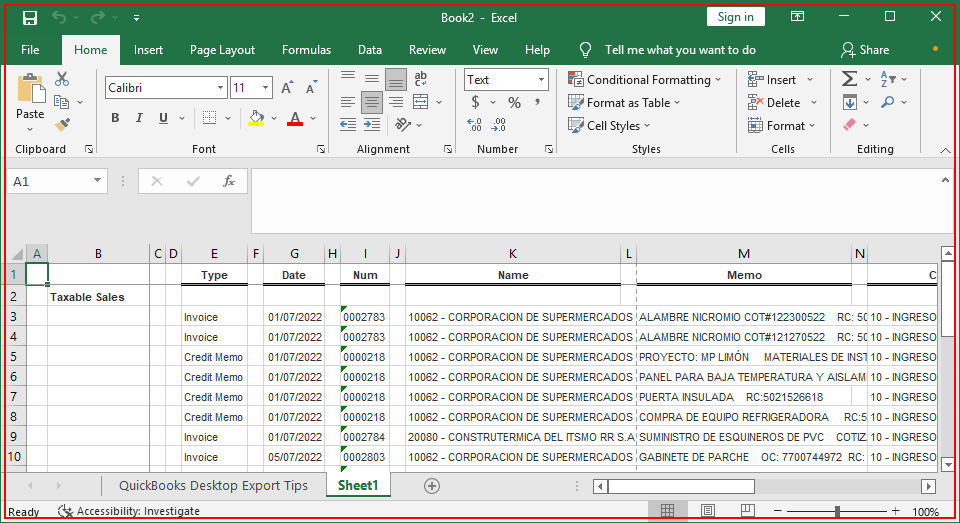 Book2 - Excel
Sign in
File Home Insert Page Layout Formulas Data Review View Help Tell me what you want to do Share
Paste
Clipboard
Calibri 11
B I U A
Font
ab
Alignment
Text
$ % ,
Number
Conditional Formatting
Format as Table
Cell Styles
Styles
Insert
Delete
Format
Cells
Editing
A1 fx
A B C D E F G H I J K L M N
1 Type Date Num Name Memo C
2 Taxable Sales
3 Invoice 01/07/2022 0002783 10062 - CORPORACION DE SUPERMERCADOS ALAMBRE NICROMIO COT#122300522 RC: 50 10 - INGRESO
4 Invoice 01/07/2022 0002783 10062 - CORPORACION DE SUPERMERCADOS ALAMBRE NICROMIO COT#121270522 RC: 50 10 - INGRESO
5 Credit Memo 01/07/2022 0000218 10062 - CORPORACION DE SUPERMERCADOS PROYECTO: MP LIMÓN MATERIALES DE INST 10 - INGRESO
6 Credit Memo 01/07/2022 0000218 10062 - CORPORACION DE SUPERMERCADOS PANEL PARA BAJA TEMPERATURA Y AISLAM 10 - INGRESO
7 Credit Memo 01/07/2022 0000218 10062 - CORPORACION DE SUPERMERCADOS PUERTA INSULADA RC:5021526618 10 - INGRESO
8 Credit Memo 01/07/2022 0000218 10062 - CORPORACION DE SUPERMERCADOS COMPRA DE EQUIPO REFRIGERADORA RC:5 10 - INGRESO
9 Invoice 01/07/2022 0002784 20080 - CONSTRUTERMICA DEL ITSMO RR S.A SUMINISTRO DE ESQUINEROS DE PVC COTIZ 10 - INGRESO
10 Invoice 05/07/2022 0002803 10062 - CORPORACION DE SUPERMERCADOS GABINETE DE PARCHE OC: 7700744972 RC: 10 - INGRESO
QuickBooks Desktop Export Tips Sheet1
Ready Accessibility: Investigate 100%